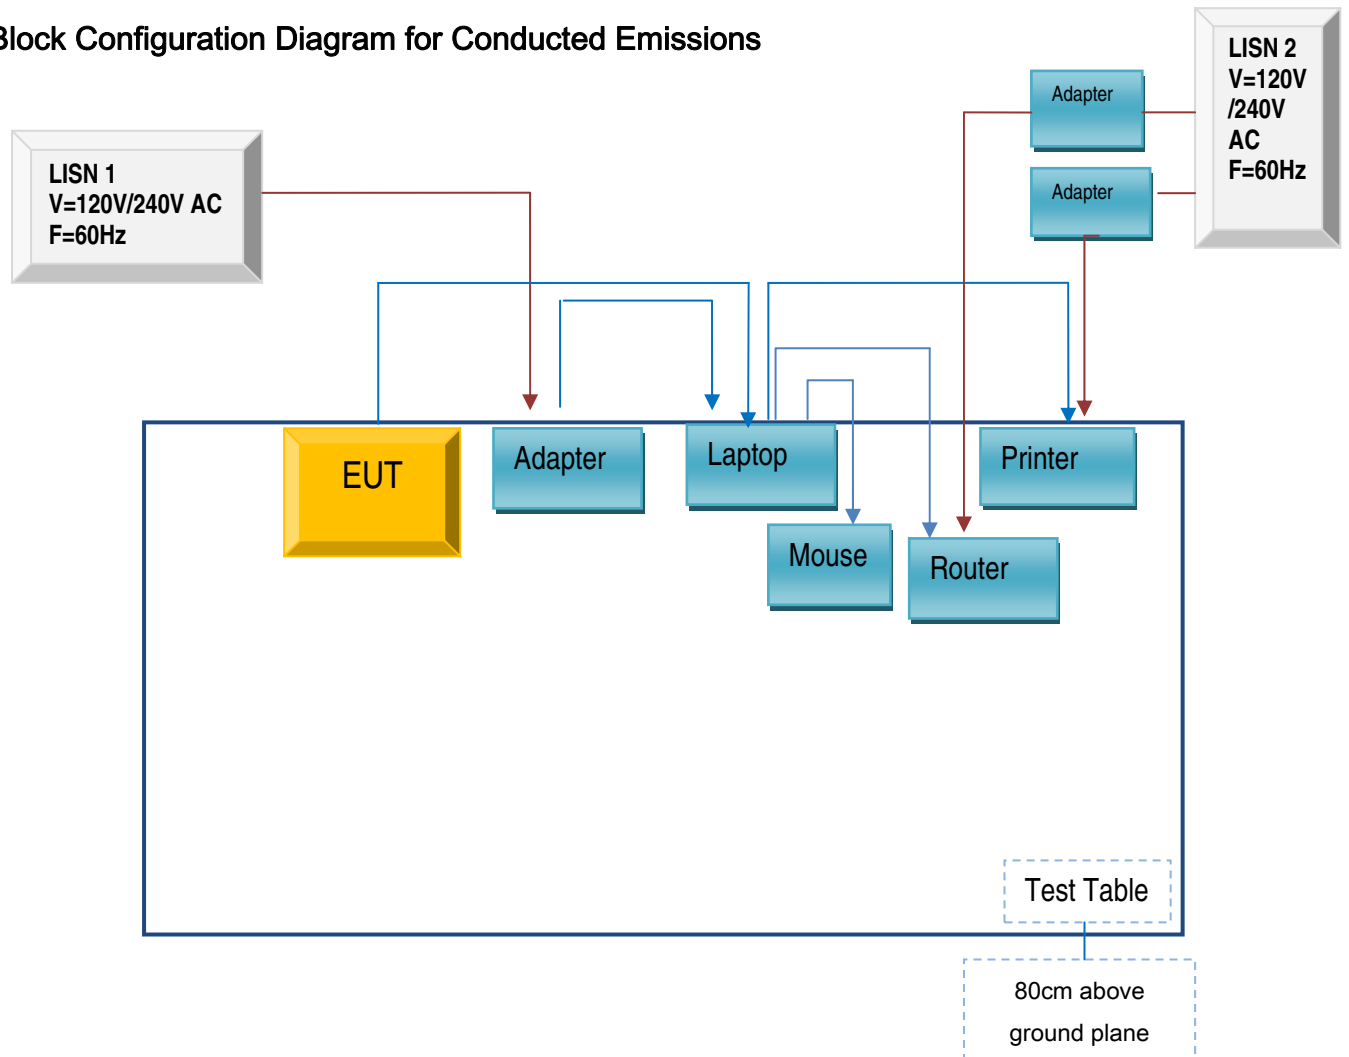 Block Configuration Diagram for Conducted Emissions
LISN 1
V=120V/240V AC
F=60Hz
Adapter
Adapter
LISN 2
V=120V
/240V
AC
F=60Hz
EUT
Adapter
Laptop
Printer
Mouse
Router
Test Table
80cm above
ground plane